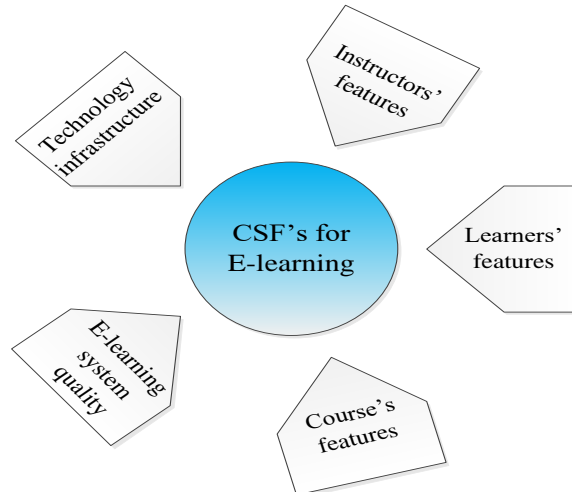 Technology
infrastructure
Instructors’
features
CSF’s for
E-learning
Learners’
features
E-learning
system
quality
Course’s
features